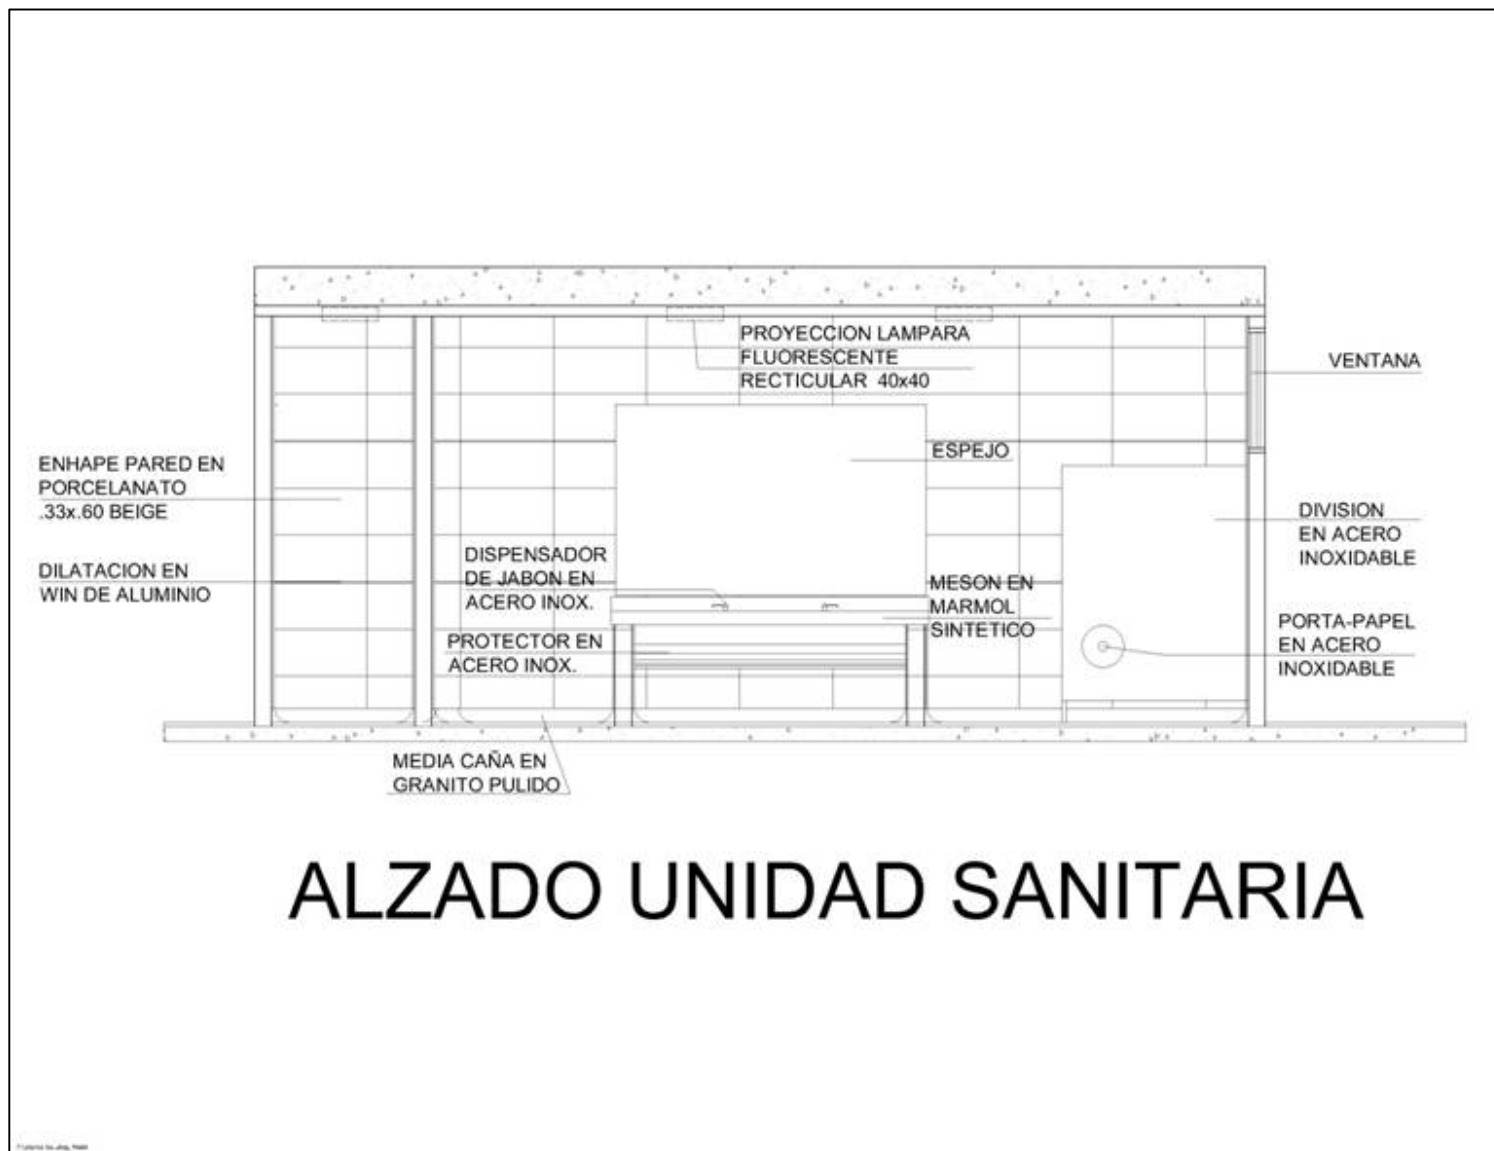 PROYECCION LAMPARA
FLUORESCENTE
RECTICULAR 40x40
VENTANA
ESPEJO
ENHAPE PARED EN
PORCELANATO
.33x.60 BEIGE
DIVISION
EN ACERO
INOXIDABLE
DISPENSADOR
DE JABON EN
ACERO INOX.
DILATACION EN
WIN DE ALUMINIO
MESON EN
MARMOL
SINTETICO
PORTA-PAPEL
EN ACERO
INOXIDABLE
PROTECTOR EN
ACERO INOX.
MEDIA CAÑA EN
GRANITO PULIDO
ALZADO UNIDAD SANITARIA